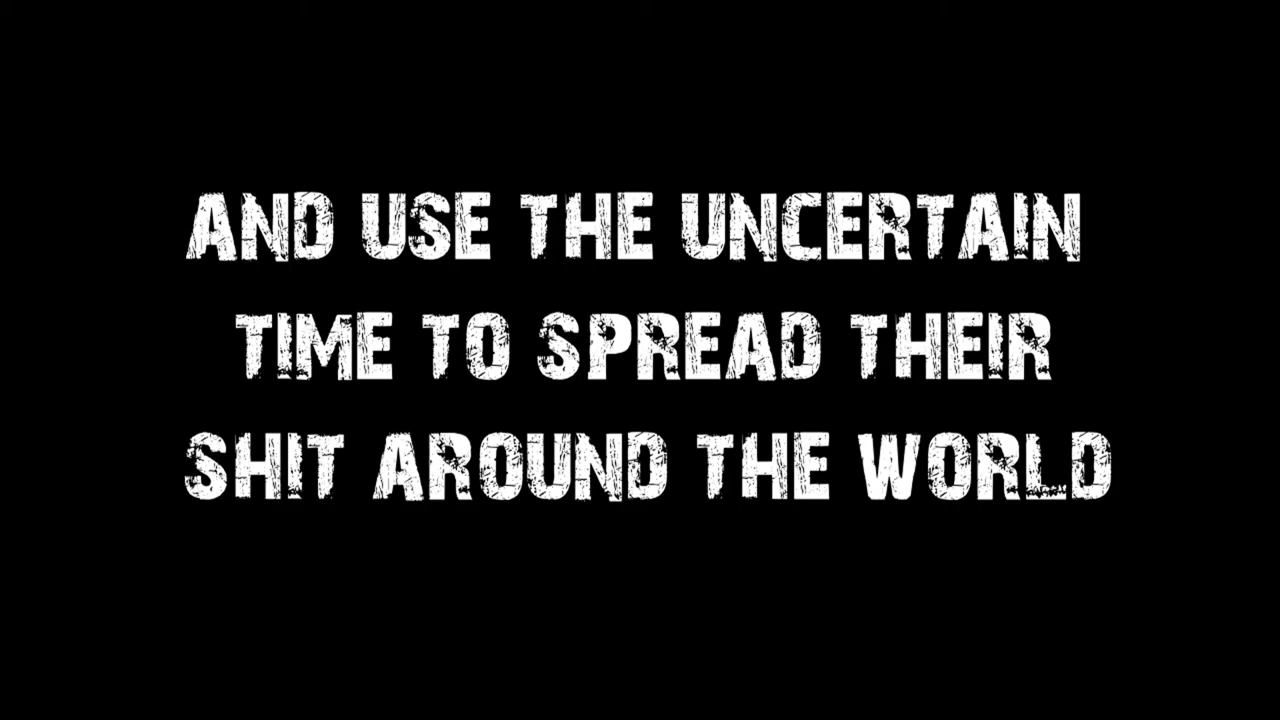 AND USE THE UNCERTAIN
TIME TO SPREAD THEIR
SHIT AROUND THE WORLD